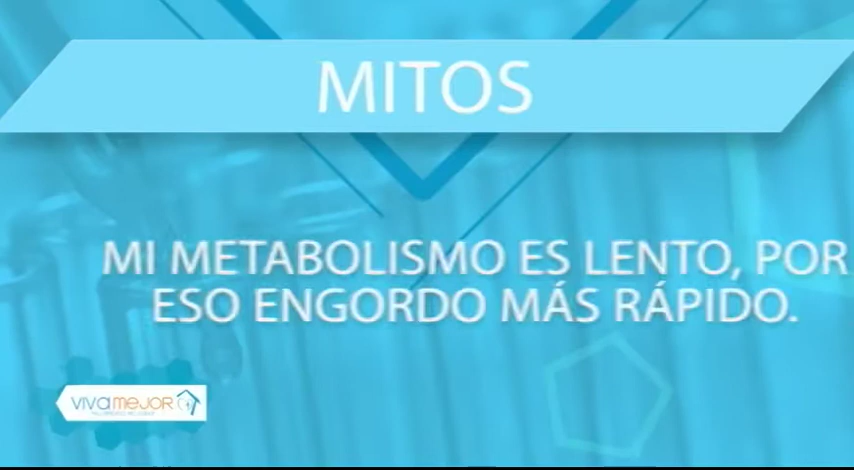 MITOS
MI METABOLISMO ES LENTO, POR
ESO ENGORDO MÁS RÁPIDO.
VIVAMEJOR